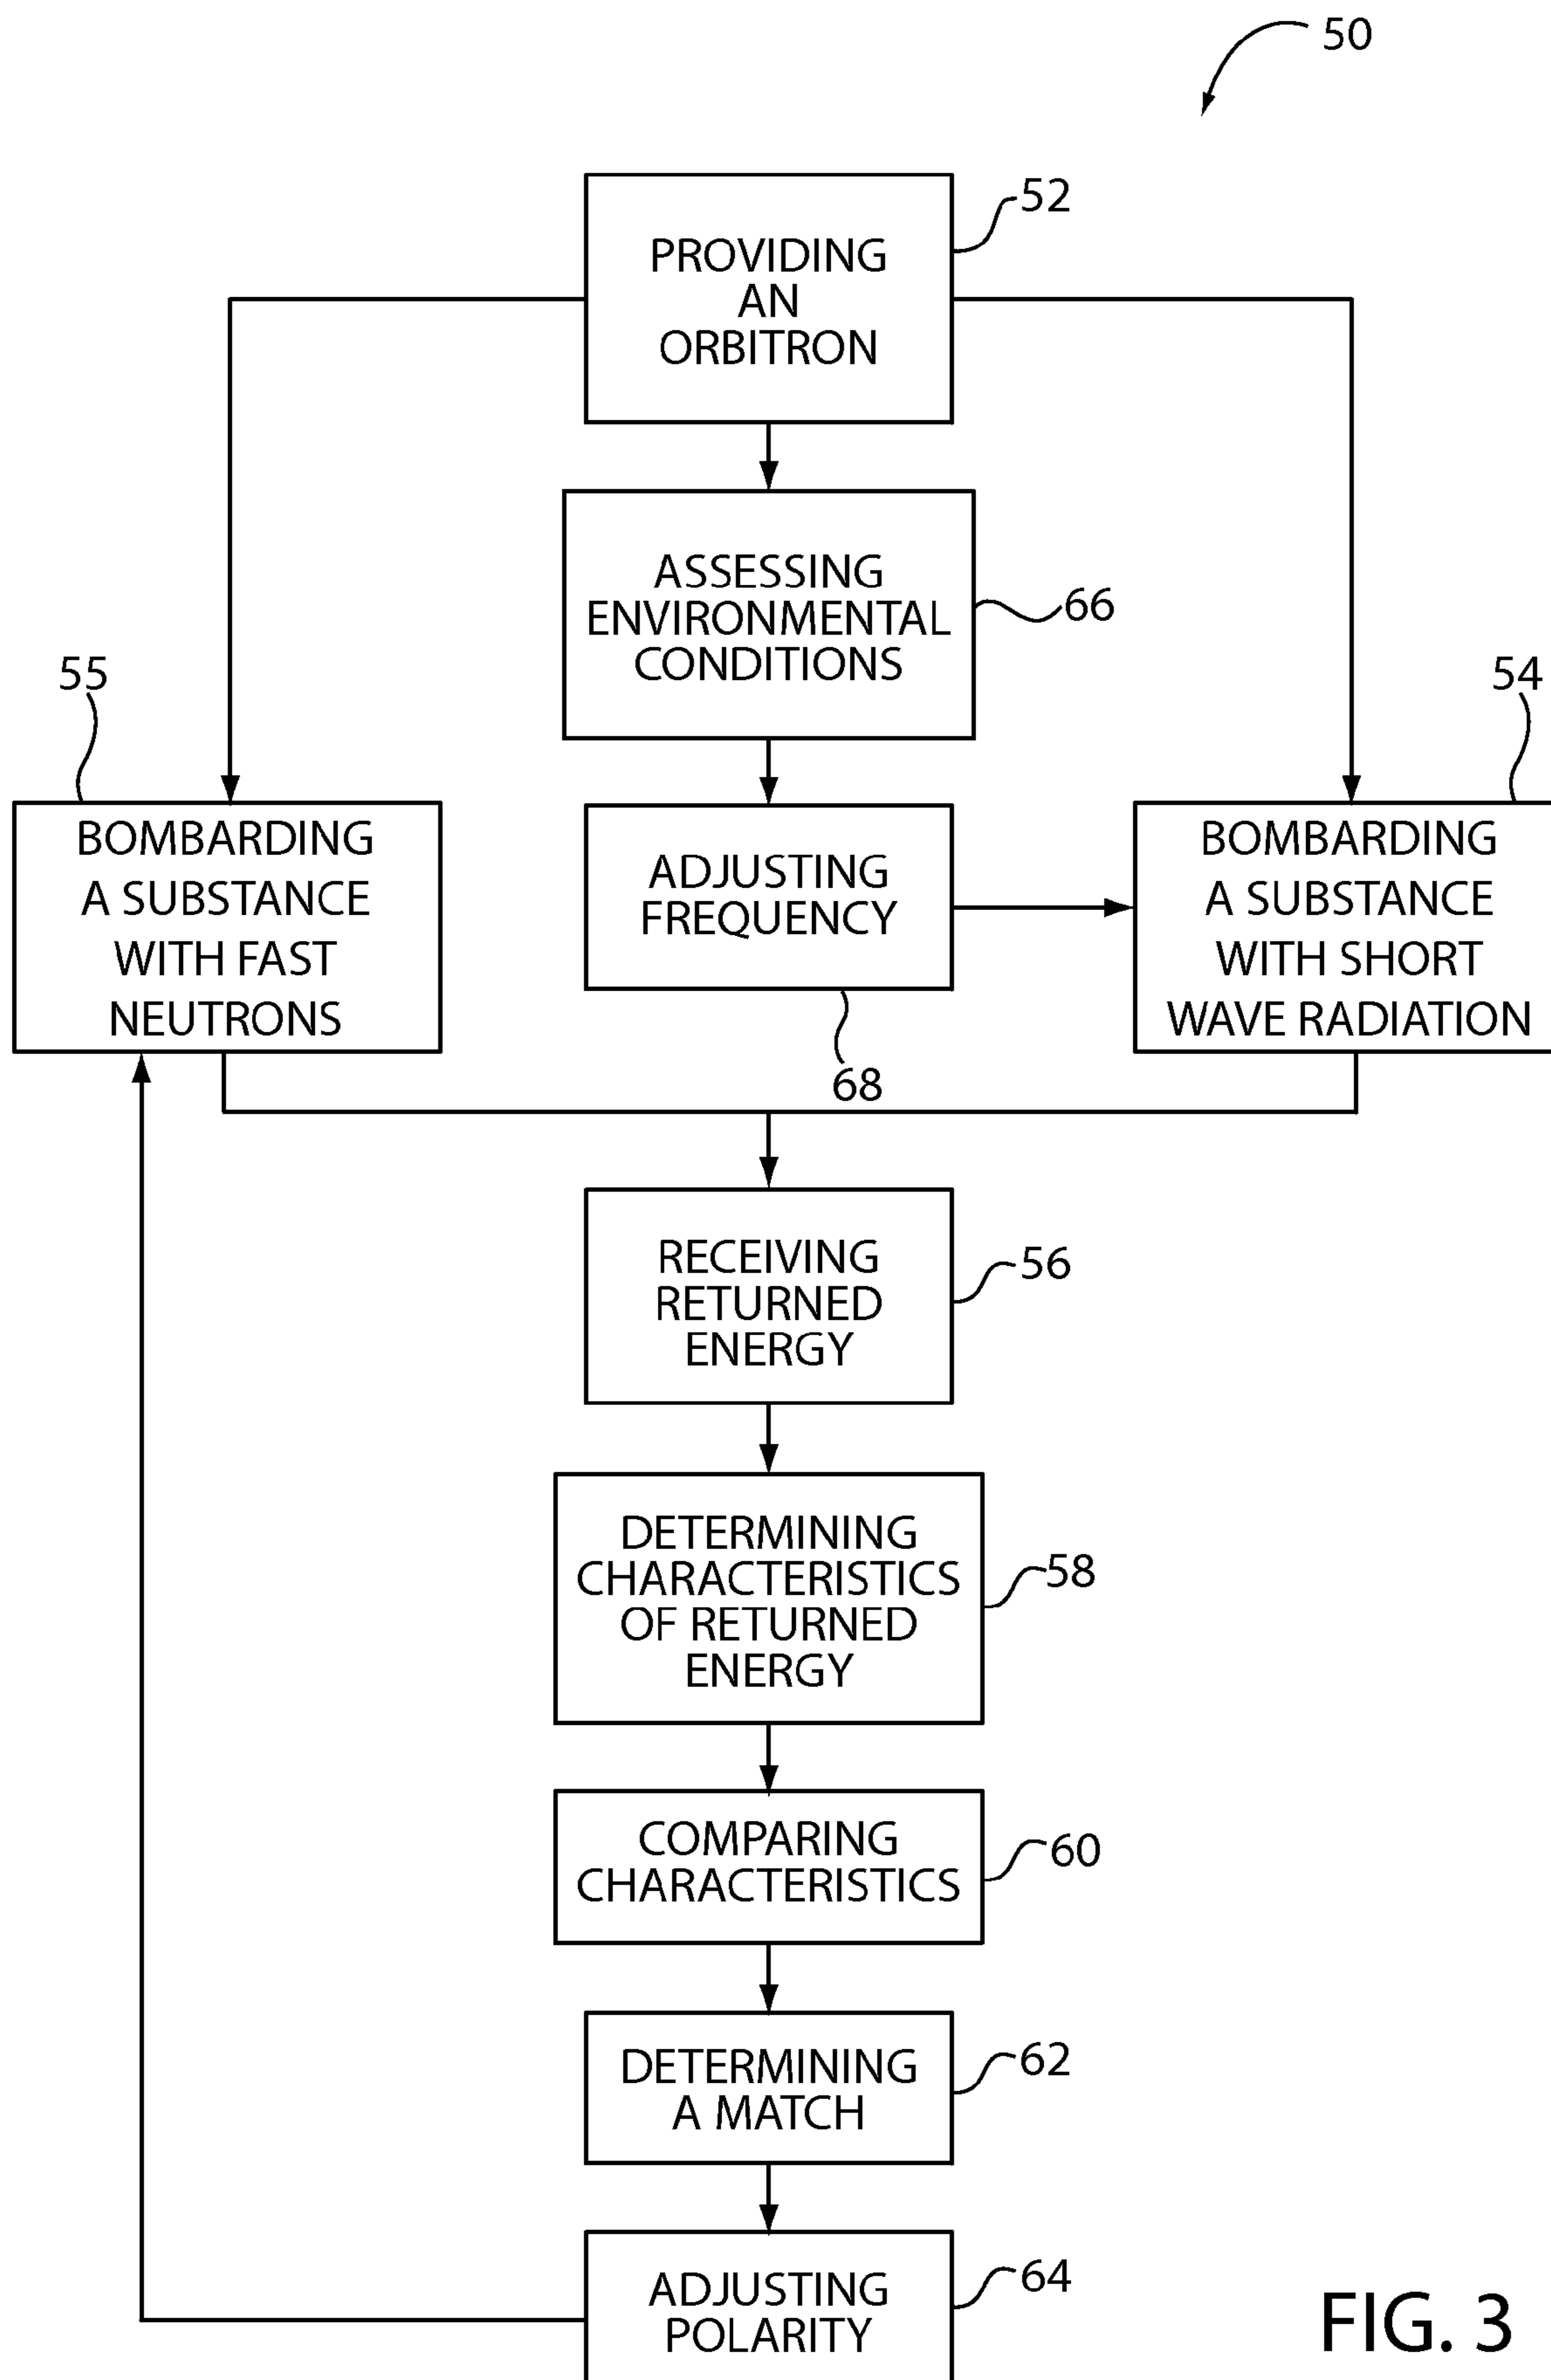 50
52
PROVIDING
AN
ORBITRON
ASSESSING
ENVIRONMENTAL
CONDITIONS
66
55
54
BOMBARDING
A SUBSTANCE
WITH FAST
NEUTRONS
ADJUSTING
FREQUENCY
BOMBARDING
A SUBSTANCE
WITH SHORT
WAVE RADIATION
68
RECEIVING
RETURNED
ENERGY
56
DETERMINING
CHARACTERISTICS
OF RETURNED
ENERGY
58
COMPARING
CHARACTERISTICS
60
DETERMINING
A MATCH
62
ADJUSTING
POLARITY
64
FIG. 3